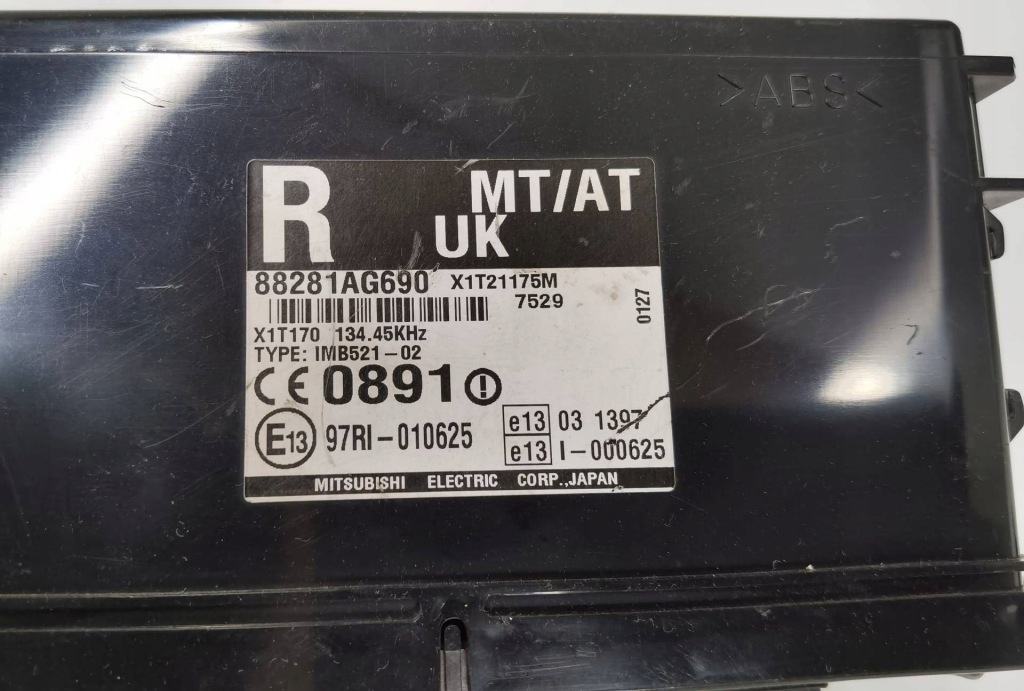 >ABS<
R MT/AT
UK
88281AG690 X1T21175M
7529
0127
X1T170 134.45KHz
TYPE: IMB521-02
CE 0891
E13 97RI-010625
e13 03 1397
e13 I-000625
MITSUBISHI ELECTRIC CORP.,JAPAN